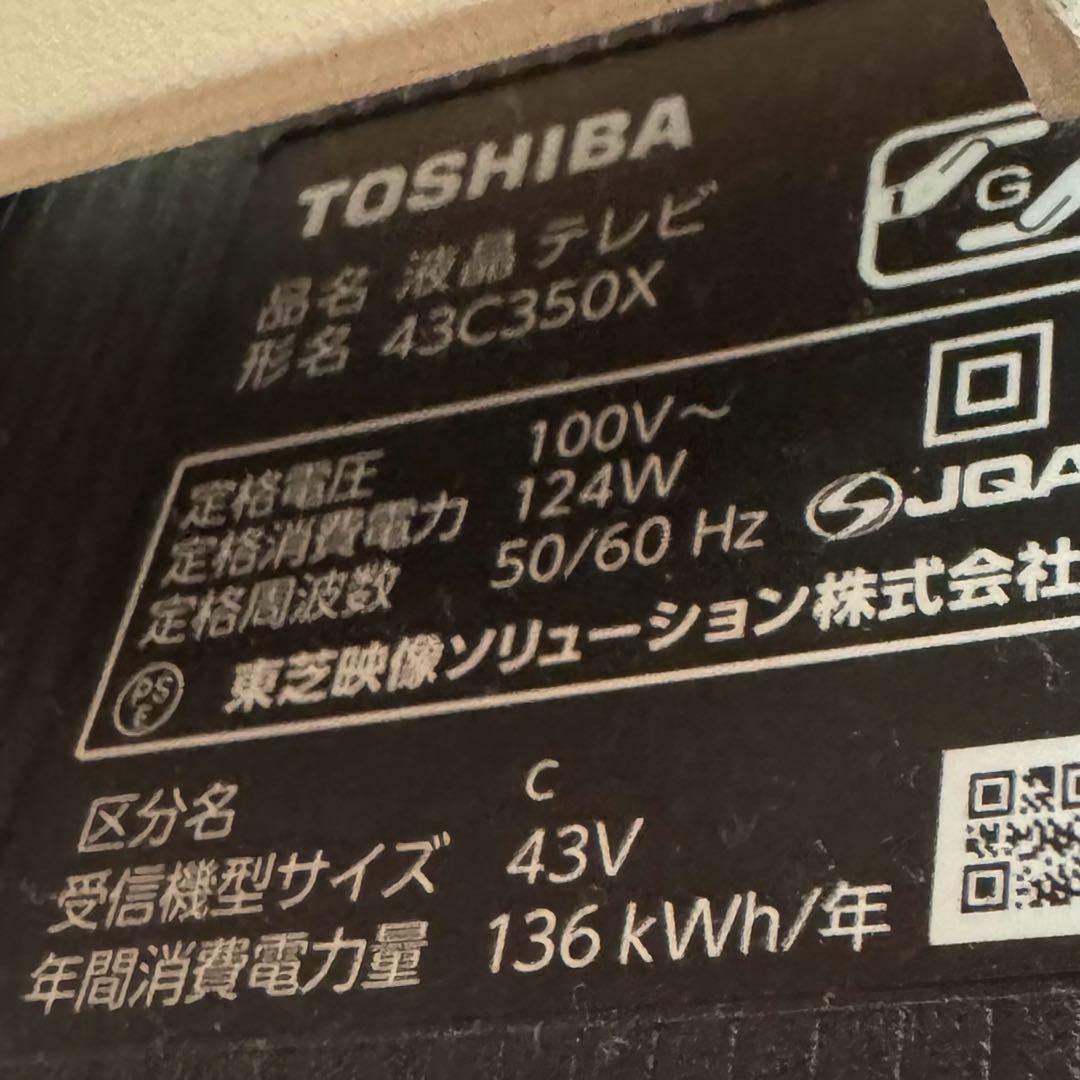 TOSHIBA
品名 液晶テレビ
形名 43C350X
G
定格電圧 100V～
定格消費電力 124W
定格周波数 50/60 Hz
JQA
PS
E
東芝映像ソリューション株式会社
区分名 C
受信機型サイズ 43V
年間消費電力量 136 kWh/年